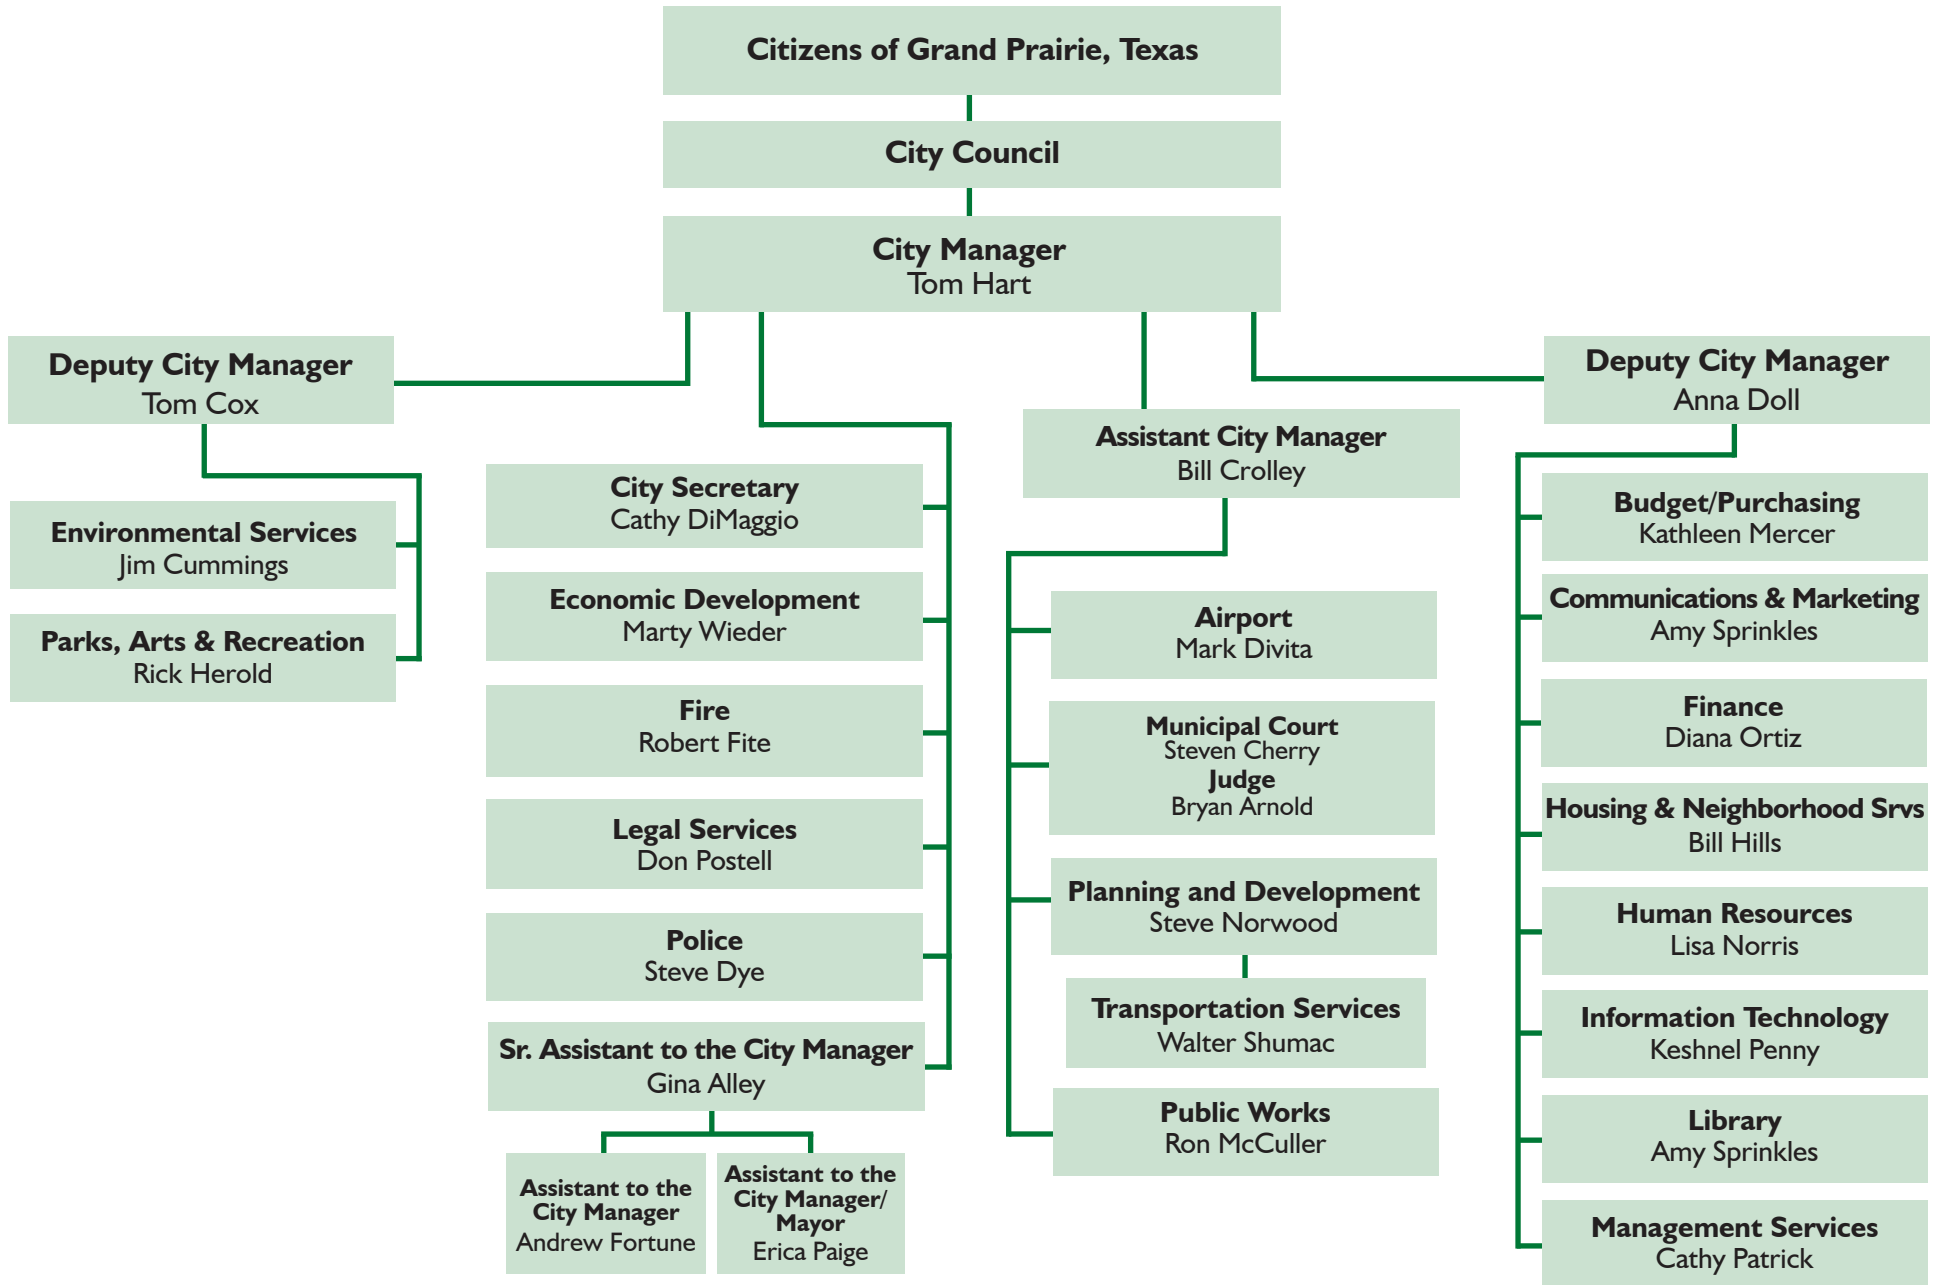 Citizens of Grand Prairie, Texas
City Council
City Manager
Tom Hart
Deputy City Manager
Tom Cox
Environmental Services
Jim Cummings
Parks, Arts & Recreation
Rick Herold
City Secretary
Cathy DiMaggio
Economic Development
Marty Wieder
Fire
Robert Fite
Legal Services
Don Postell
Police
Steve Dye
Sr. Assistant to the City Manager
Gina Alley
Assistant to the
City Manager
Andrew Fortune
Assistant to the
City Manager/
Mayor
Erica Paige
Assistant City Manager
Bill Crolley
Airport
Mark Divita
Municipal Court
Steven Cherry
Judge
Bryan Arnold
Planning and Development
Steve Norwood
Transportation Services
Walter Shumac
Public Works
Ron McCuller
Deputy City Manager
Anna Doll
Budget/Purchasing
Kathleen Mercer
Communications & Marketing
Amy Sprinkles
Finance
Diana Ortiz
Housing & Neighborhood Srvs
Bill Hills
Human Resources
Lisa Norris
Information Technology
Keshnel Penny
Library
Amy Sprinkles
Management Services
Cathy Patrick